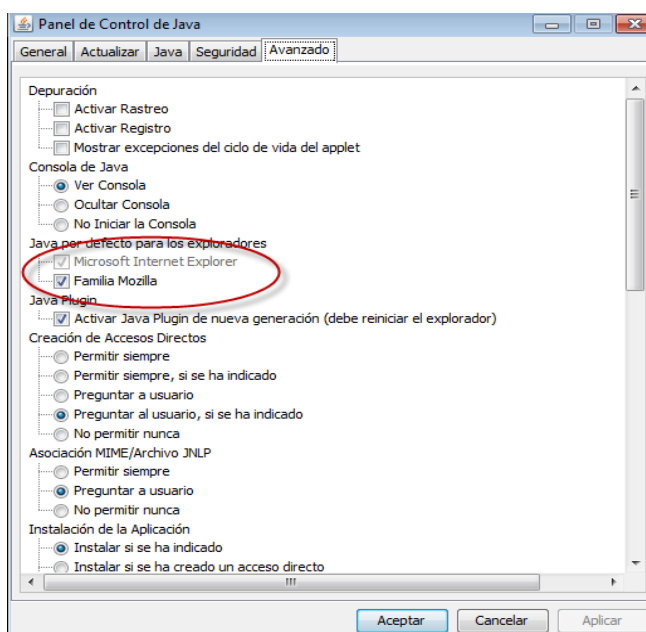 Panel de Control de Java
General Actualizar Java Seguridad Avanzado
Depuración
Activar Rastreo
Activar Registro
Mostrar excepciones del ciclo de vida del applet
Consola de Java
Ver Consola
Ocultar Consola
No Iniciar la Consola
Java por defecto para los exploradores
Microsoft Internet Explorer
Familia Mozilla
Java Plugin
Activar Java Plugin de nueva generación (debe reiniciar el explorador)
Creación de Accesos Directos
Permitir siempre
Permitir siempre, si se ha indicado
Preguntar a usuario
Preguntar al usuario, si se ha indicado
No permitir nunca
Asociación MIME/Archivo JNLP
Permitir siempre
Preguntar a usuario
No permitir nunca
Instalación de la Aplicación
Instalar si se ha indicado
Instalar si se ha creado un acceso directo
Aceptar Cancelar Aplicar